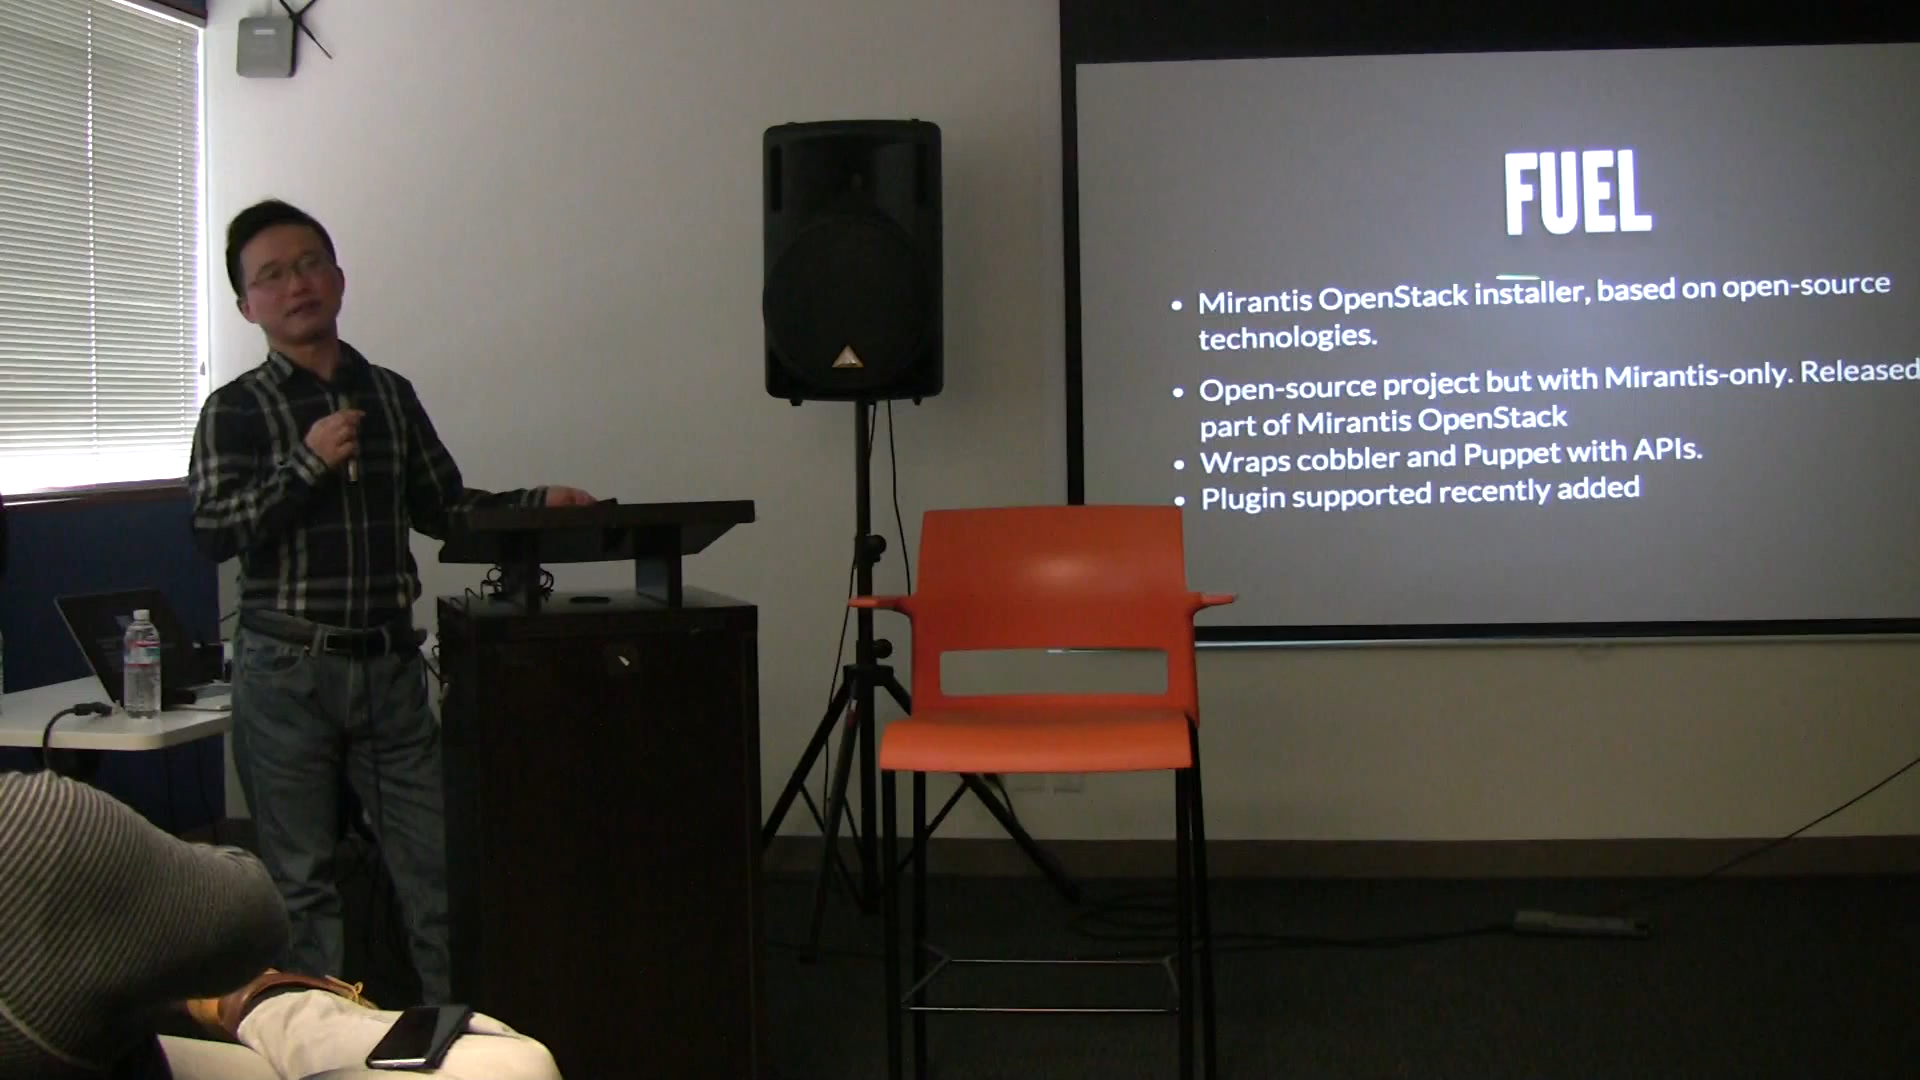 FUEL
Mirantis OpenStack installer, based on open-source
technologies.
Open-source project but with Mirantis-only. Released
part of Mirantis OpenStack
Wraps cobbler and Puppet with APIs.
Plugin supported recently added